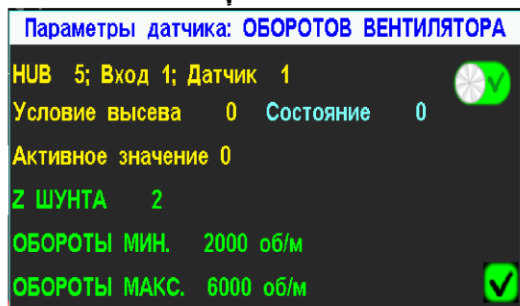 Параметры датчика: ОБОРОТОВ ВЕНТИЛЯТОРА
HUB 5; Вход 1; Датчик 1
Условие высева 0 Состояние 0
Активное значение 0
Z ШУНТА 2
ОБОРОТЫ МИН. 2000 об/м
ОБОРОТЫ МАКС. 6000 об/м